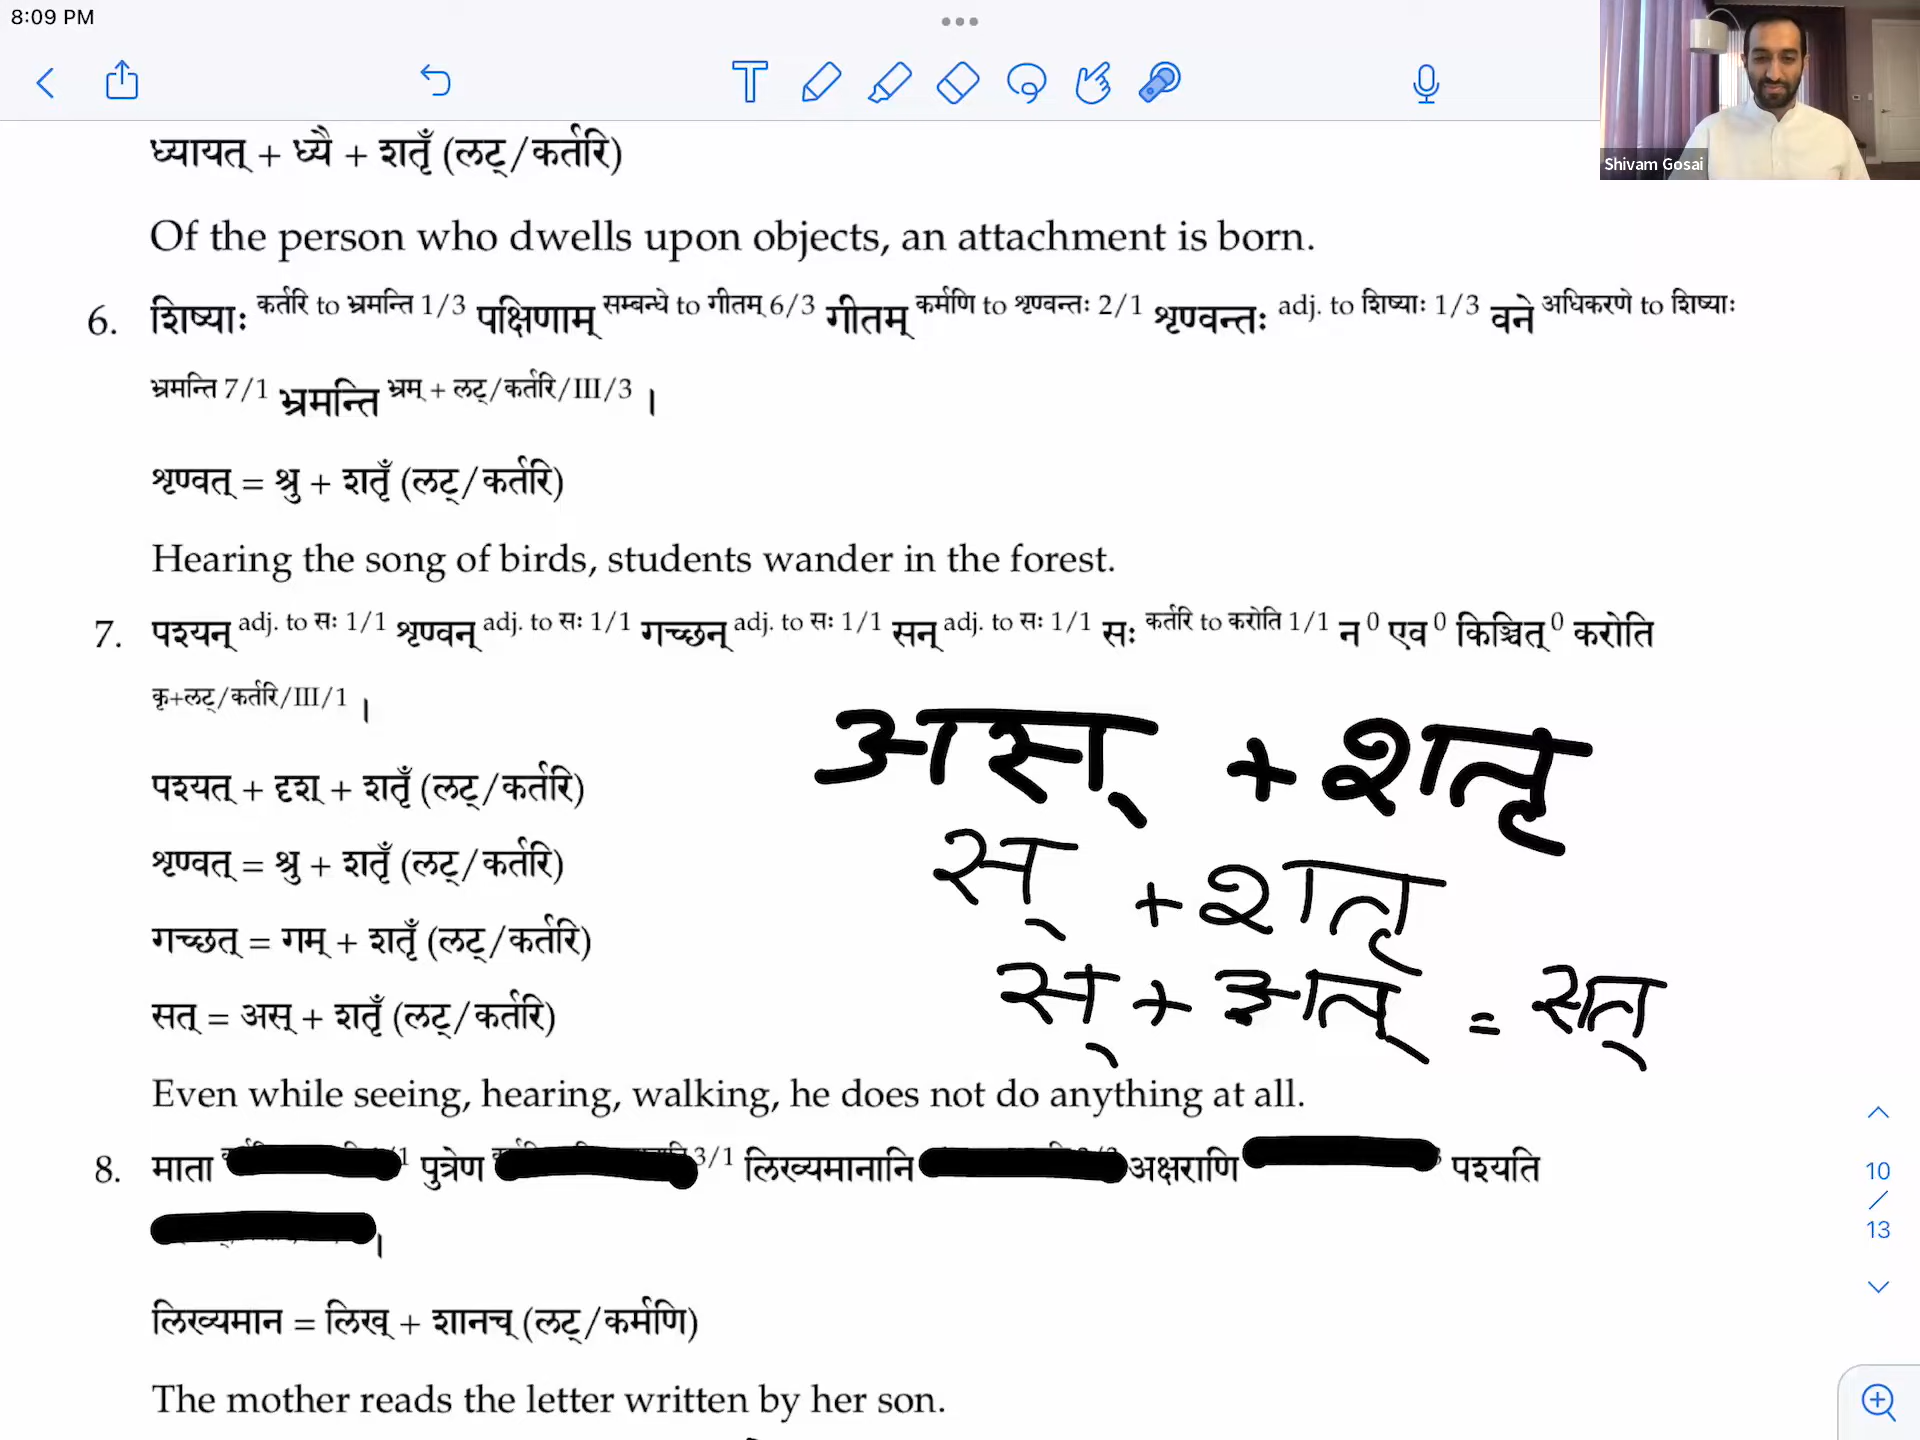 8:09 PM
Shivam Gosai
ध्यायत् + ध्यै + शतृँ (लट्/कर्तरि)
Of the person who dwells upon objects, an attachment is born.
6. शिष्याः कर्तरि to भ्रमन्ति 1/3 पक्षिणाम् सम्बन्धे to गीतम् 6/3 गीतम् कर्मणि to शृण्वन्तः 2/1 शृण्वन्तः adj. to शिष्याः 1/3 वने अधिकरणे to शिष्याः
भ्रमन्ति 7/1 भ्रमन्ति भ्रम् + लट्/कर्तरि/III/3 ।
शृण्वत् = श्रु + शतृँ (लट्/कर्तरि)
Hearing the song of birds, students wander in the forest.
7. पश्यन् adj. to सः 1/1 शृण्वन् adj. to सः 1/1 गच्छन् adj. to सः 1/1 सन् adj. to सः 1/1 सः कर्तरि to करोति 1/1 न 0 एव 0 किञ्चित् 0 करोति
कृ+लट्/कर्तरि/III/1 ।
अस् + शतृ
पश्यत् + दृश् + शतृँ (लट्/कर्तरि)
स् + शतृ
शृण्वत् = श्रु + शतृँ (लट्/कर्तरि)
गच्छत् = गम् + शतृँ (लट्/कर्तरि)
स् + अत् = सत्
सत् = अस् + शतृँ (लट्/कर्तरि)
Even while seeing, hearing, walking, he does not do anything at all.
8. माता पुत्रेण 3/1 लिख्यमानानि अक्षराणि पश्यति
।
लिख्यमान = लिख् + शानच् (लट्/कर्मणि)
The mother reads the letter written by her son.
10
/
13